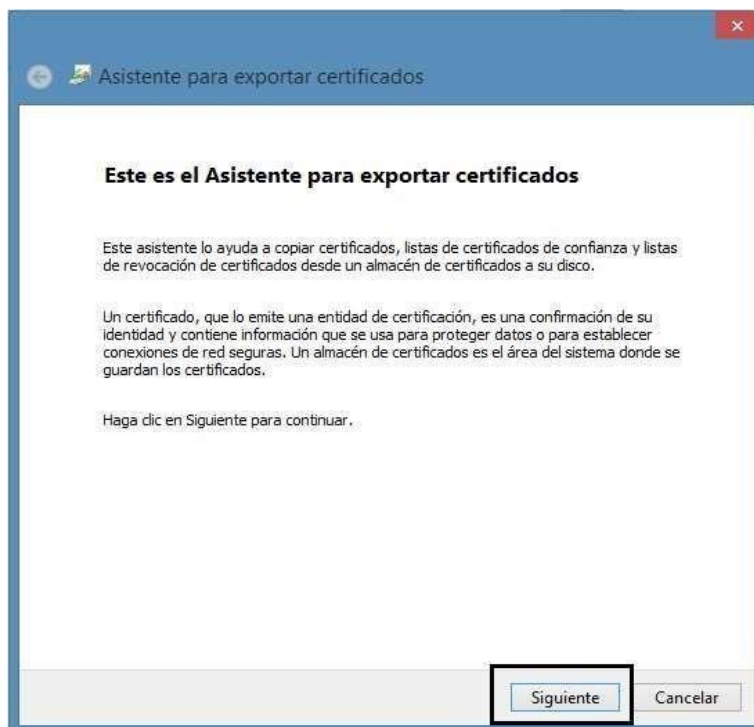 Asistente para exportar certificados
Este es el Asistente para exportar certificados
Este asistente lo ayuda a copiar certificados, listas de certificados de confianza y listas
de revocación de certificados desde un almacén de certificados a su disco.
Un certificado, que lo emite una entidad de certificación, es una confirmación de su
identidad y contiene información que se usa para proteger datos o para establecer
conexiones de red seguras. Un almacén de certificados es el área del sistema donde se
guardan los certificados.
Haga clic en Siguiente para continuar.
Siguiente Cancelar